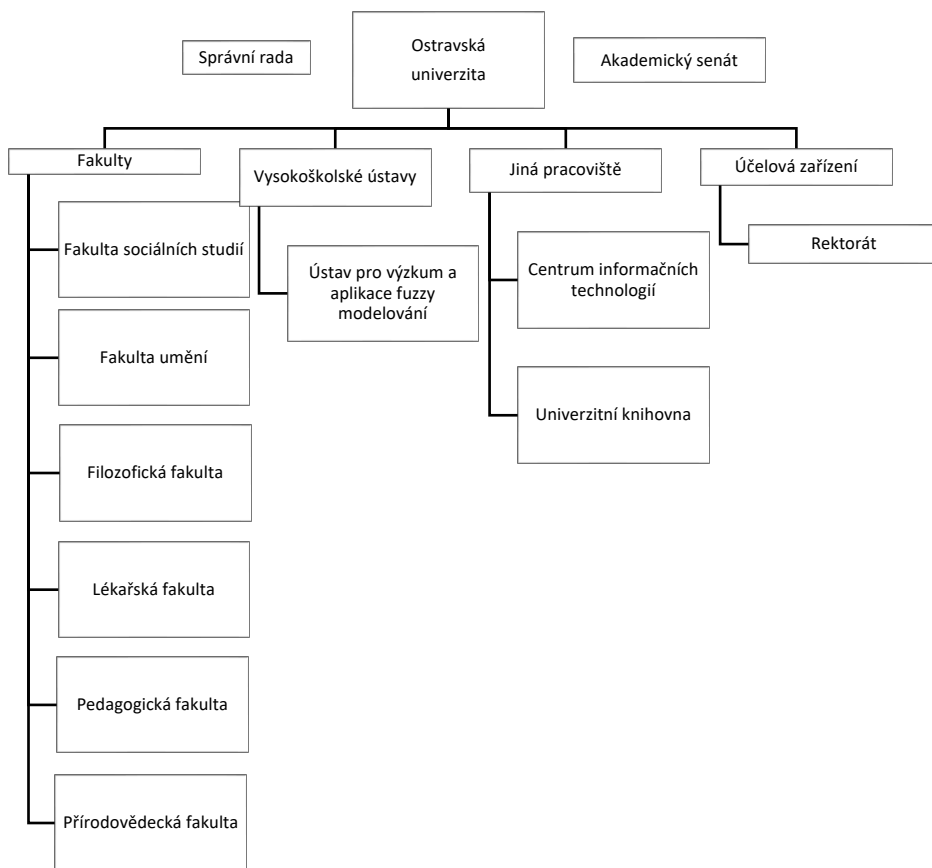 Správní rada
Ostravská
univerzita
Akademický senát
Fakulty
Vysokoškolské ústavy
Jiná pracoviště
Účelová zařízení
Fakulta sociálních studií
Fakulta umění
Filozofická fakulta
Lékařská fakulta
Pedagogická fakulta
Přírodovědecká fakulta
Ústav pro výzkum a
aplikace fuzzy
modelování
Centrum informačních
technologií
Univerzitní knihovna
Rektorát